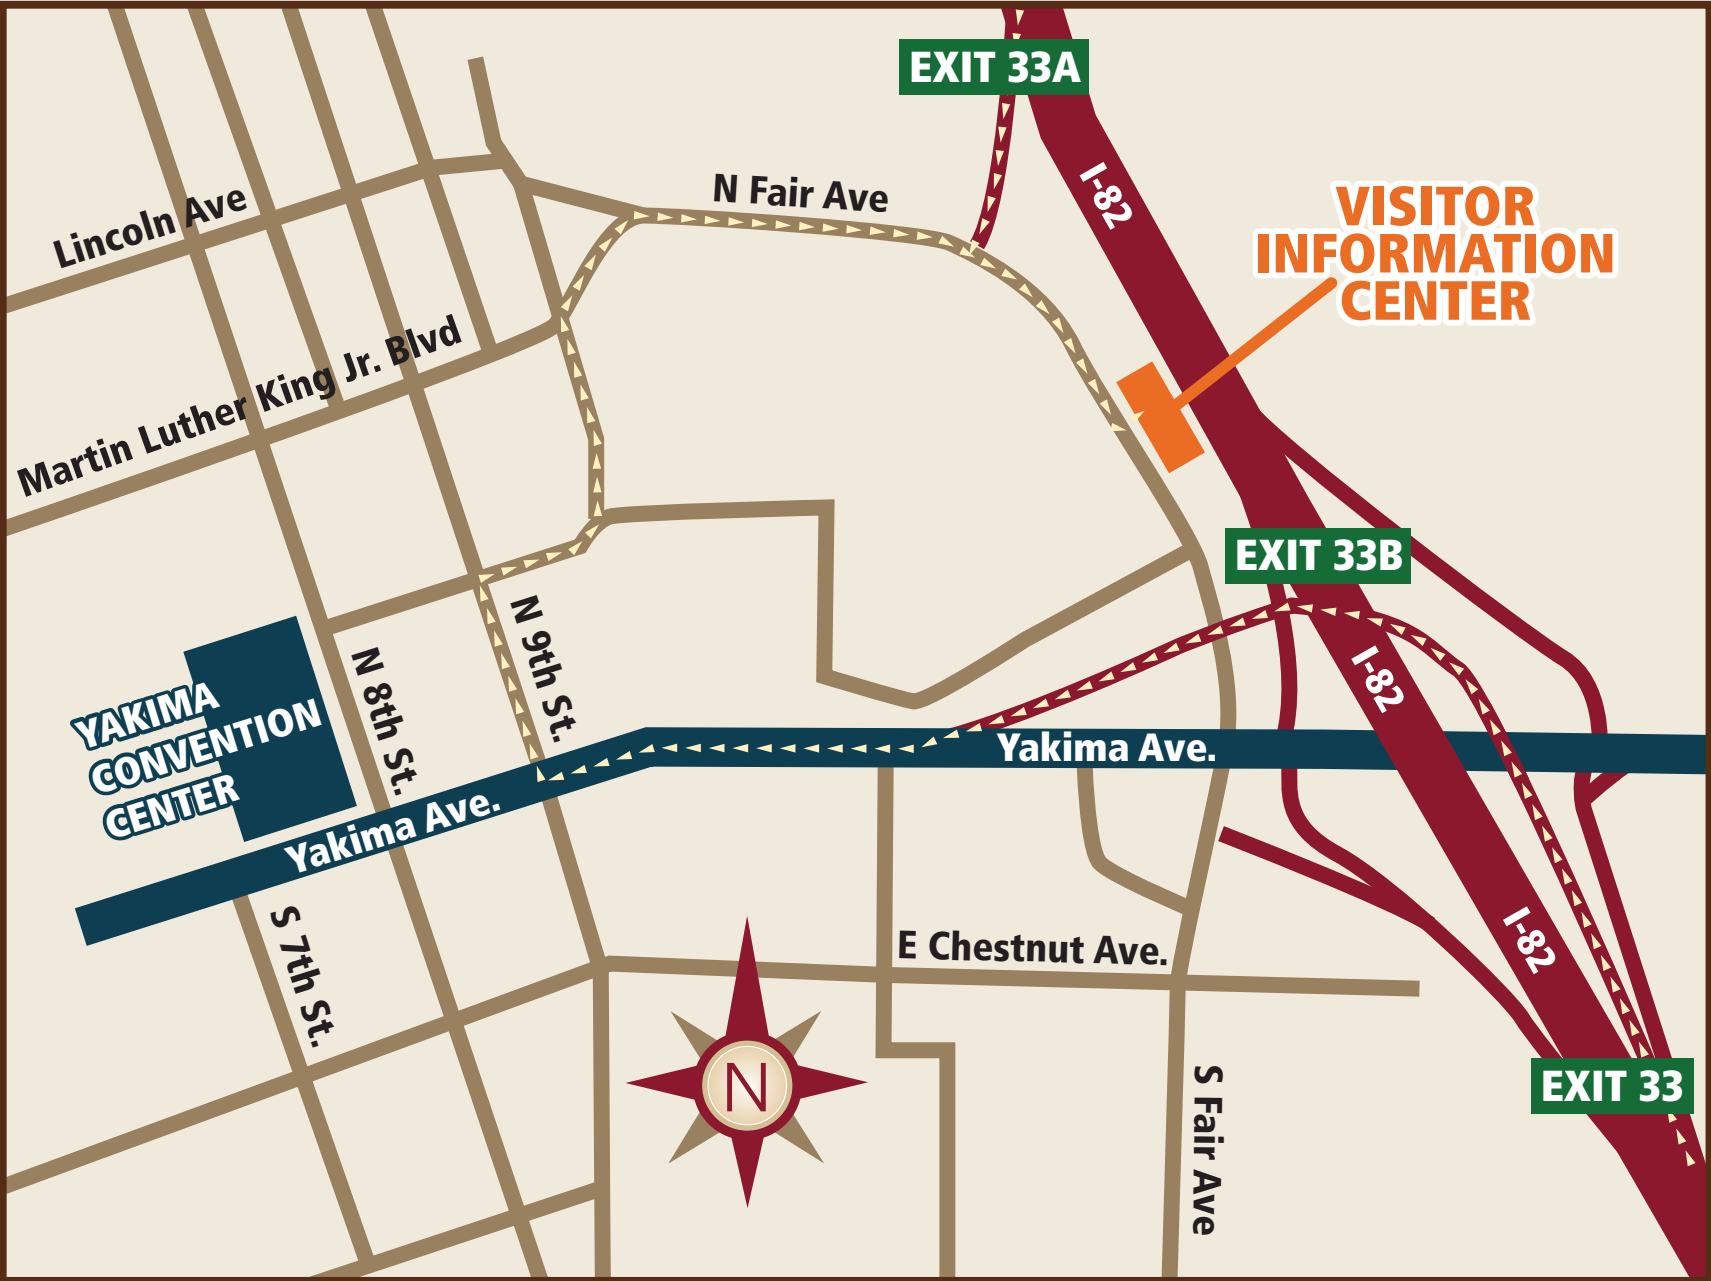 EXIT 33A
I-82
N Fair Ave
VISITOR
INFORMATION
CENTER
Lincoln Ave
Martin Luther King Jr. Blvd
EXIT 33B
N 9th St.
N 8th St.
I-82
YAKIMA
CONVENTION
CENTER
Yakima Ave.
Yakima Ave.
S 7th St.
E Chestnut Ave.
I-82
N
S Fair Ave
EXIT 33